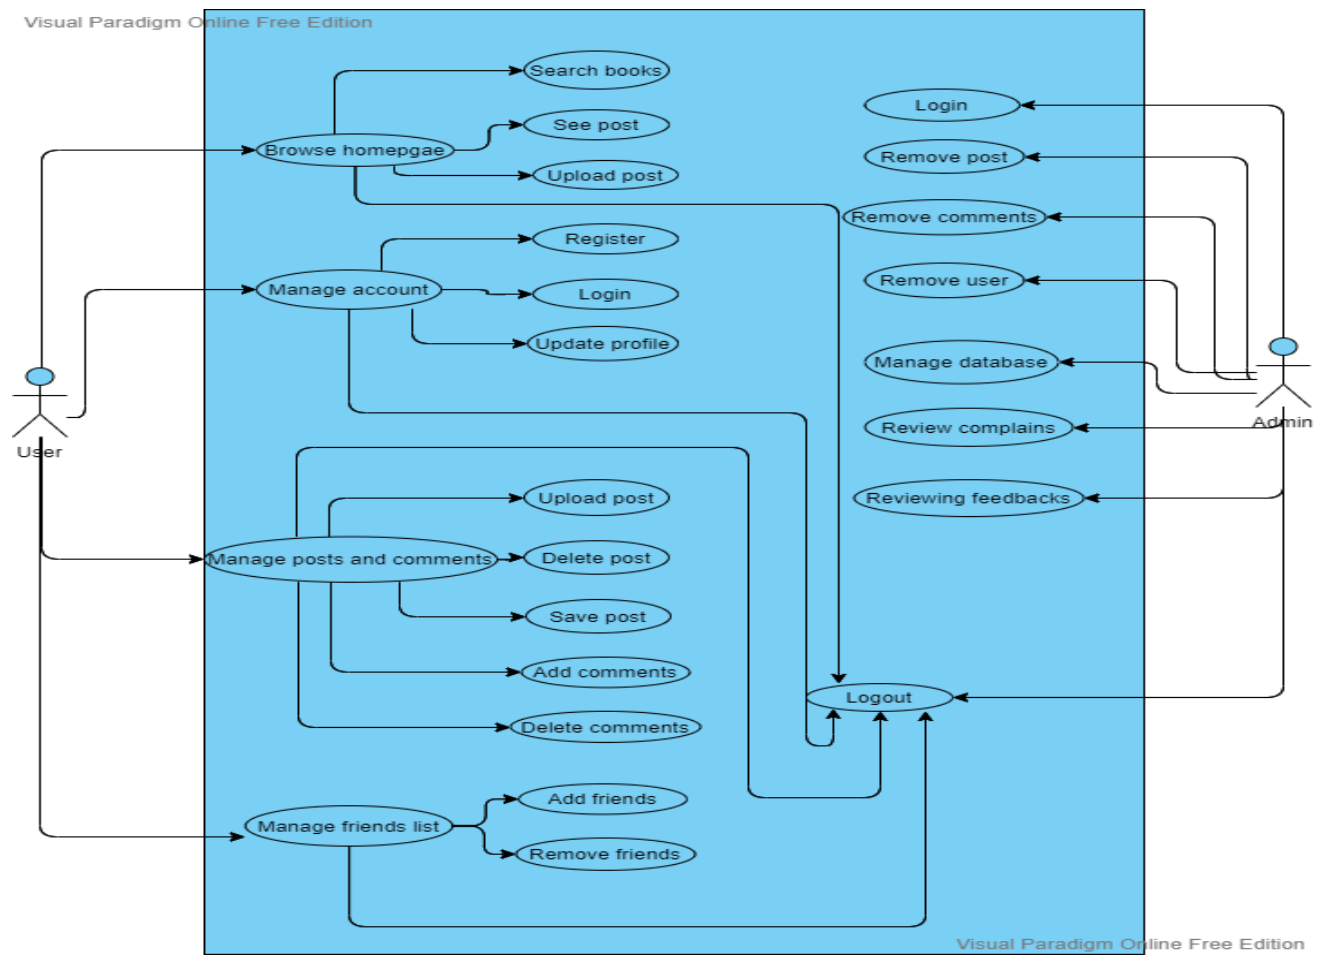 Visual Paradigm Online Free Edition
Search books
Login
See post
Browse homepgae
Remove post
Upload post
Remove comments
Register
Remove user
Manage account
Login
Update profile
Manage database
Admin
Review complains
User
Upload post
Reviewing feedbacks
Manage posts and comments
Delete post
Save post
Add comments
Logout
Delete comments
Add friends
Manage friends list
Remove friends
Visual Paradigm Online Free Edition